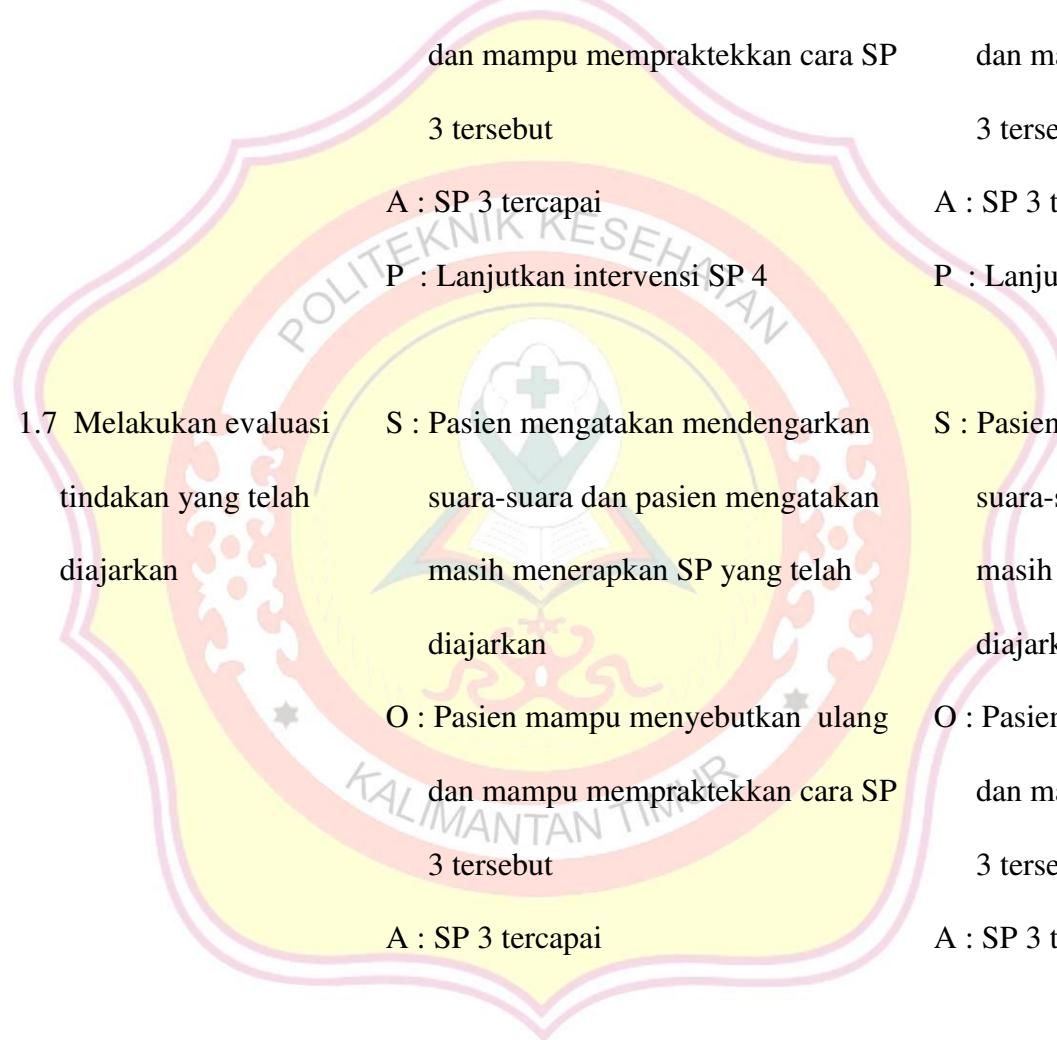 dan mampu mempraktekkan cara SP
3 tersebut
A : SP 3 tercapai
P : Lanjutkan intervensi SP 4
1.7 Melakukan evaluasi
tindakan yang telah
diajarkan
S : Pasien mengatakan mendengarkan
suara-suara dan pasien mengatakan
masih menerapkan SP yang telah
diajarkan
O : Pasien mampu menyebutkan ulang
dan mampu mempraktekkan cara SP
3 tersebut
A : SP 3 tercapai
dan ma
3 terse
A : SP 3 t
P : Lanju
S : Pasien
suara-s
masih
diajark
O : Pasien
dan ma
3 terse
A : SP 3 t
POLITEKNIK KESEHATAN
KALIMANTAN TIMUR